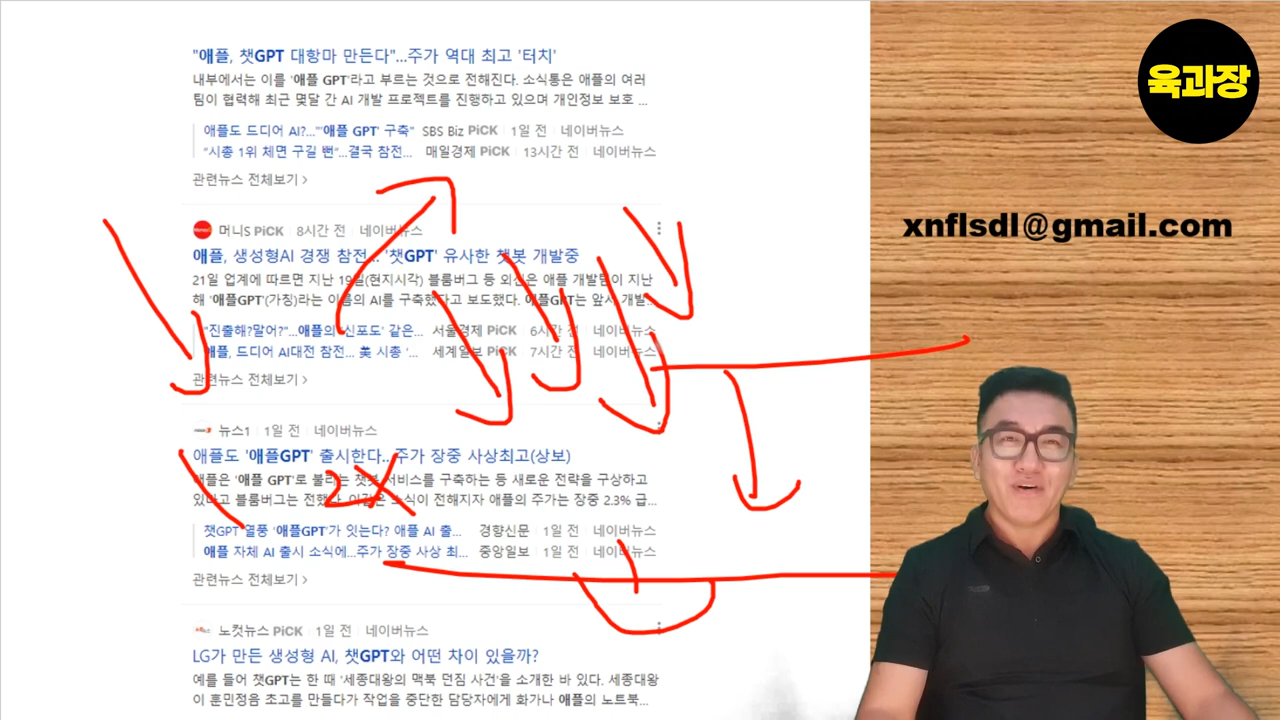 "애플, 챗GPT 대항마 만든다"...주가 역대 최고 '터치'
내부에서는 이를 '애플 GPT'라고 부르는 것으로 전해진다. 소식통은 애플의 여러
팀이 협력해 최근 몇달 간 AI 개발 프로젝트를 진행하고 있으며 개인정보 보호 ...
애플도 드디어 AI?..."'애플 GPT' 구축" SBS Biz PiCK 1일 전 네이버뉴스
"시총 1위 체면 구길 뻔"...결국 참전... 매일경제 PiCK 13시간 전 네이버뉴스
관련뉴스 전체보기 >
머니S PiCK 8시간 전 네이버뉴스
애플, 생성형AI 경쟁 참전... '챗GPT' 유사한 챗봇 개발중
21일 업계에 따르면 지난 19일(현지시각) 블룸버그 등 외신은 애플 개발팀이 지난
해 '애플GPT'(가칭)라는 이름의 AI를 구축했다고 보도했다. 애플GPT는 앞서 개발...
"진출해?말어?"...애플의 '신포도' 같은... 서울경제 PiCK 6시간 전 네이버뉴스
애플, 드디어 AI대전 참전... 美 시총 '... 세계일보 PiCK 7시간 전 네이버뉴스
관련뉴스 전체보기 >
뉴스1 1일 전 네이버뉴스
애플도 '애플GPT' 출시한다...주가 장중 사상최고(상보)
애플은 '애플 GPT'로 불리는 챗봇 서비스를 구축하는 등 새로운 전략을 구상하고
있다고 블룸버그는 전했다. 이같은 소식이 전해지자 애플의 주가는 장중 2.3% 급...
2X
챗GPT 열풍 '애플GPT'가 잇는다? 애플 AI 출... 경향신문 1일 전 네이버뉴스
애플 자체 AI 출시 소식에...주가 장중 사상 최... 중앙일보 1일 전 네이버뉴스
관련뉴스 전체보기 >
노컷뉴스 PiCK 1일 전 네이버뉴스
LG가 만든 생성형 AI, 챗GPT와 어떤 차이 있을까?
예를 들어 챗GPT는 한 때 '세종대왕의 맥북 던짐 사건'을 소개한 바 있다. 세종대왕
이 훈민정음 초고를 만들다가 작업을 중단한 담당자에게 화가나 애플의 노트북...
육과장
xnflsdl@gmail.com